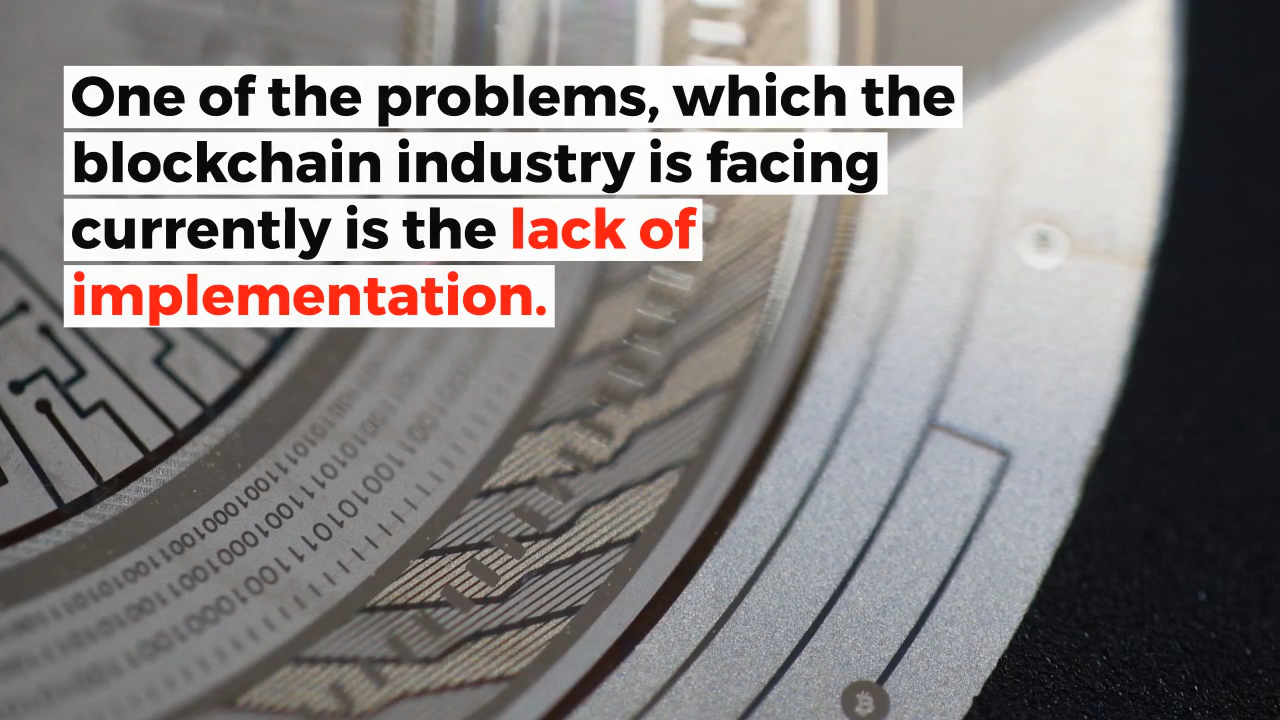 One of the problems, which the
blockchain industry is facing
currently is the lack of
implementation.